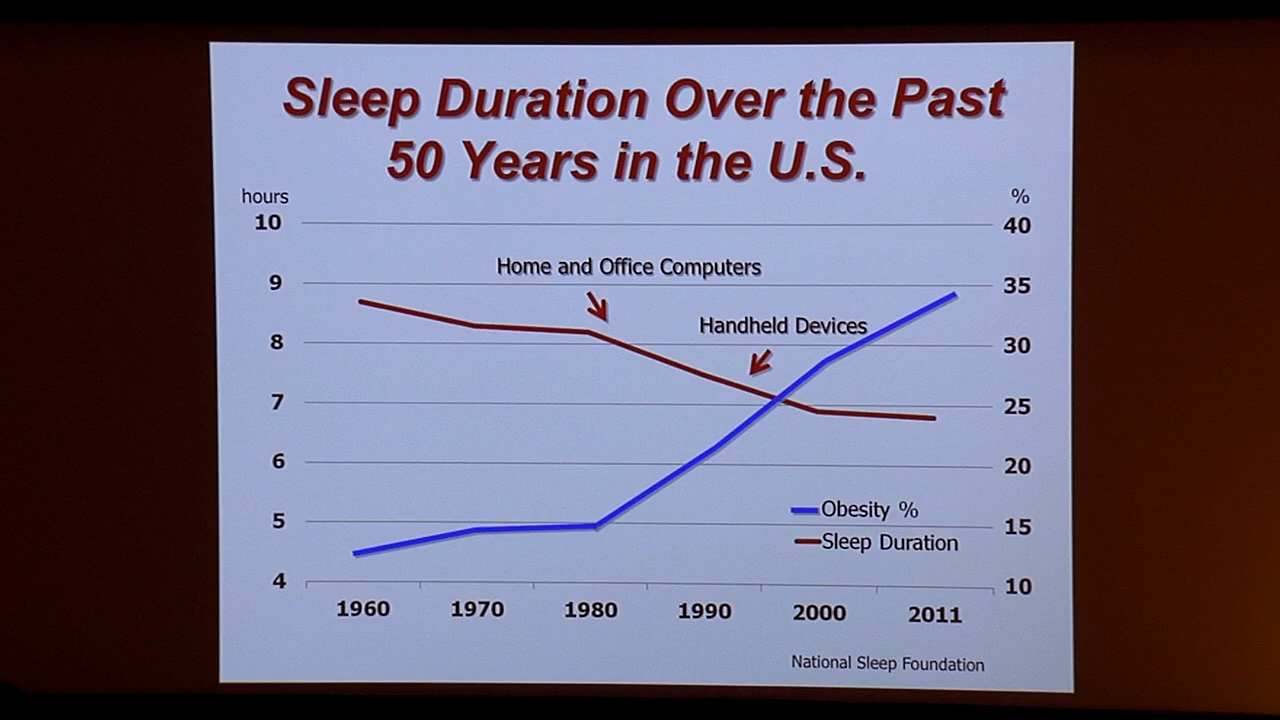 Sleep Duration Over the Past
50 Years in the U.S.
hours
%
10
40
Home and Office Computers
9
35
Handheld Devices
8
30
7
25
6
20
Obesity %
5
15
Sleep Duration
4
10
1960 1970 1980 1990 2000 2011
National Sleep Foundation